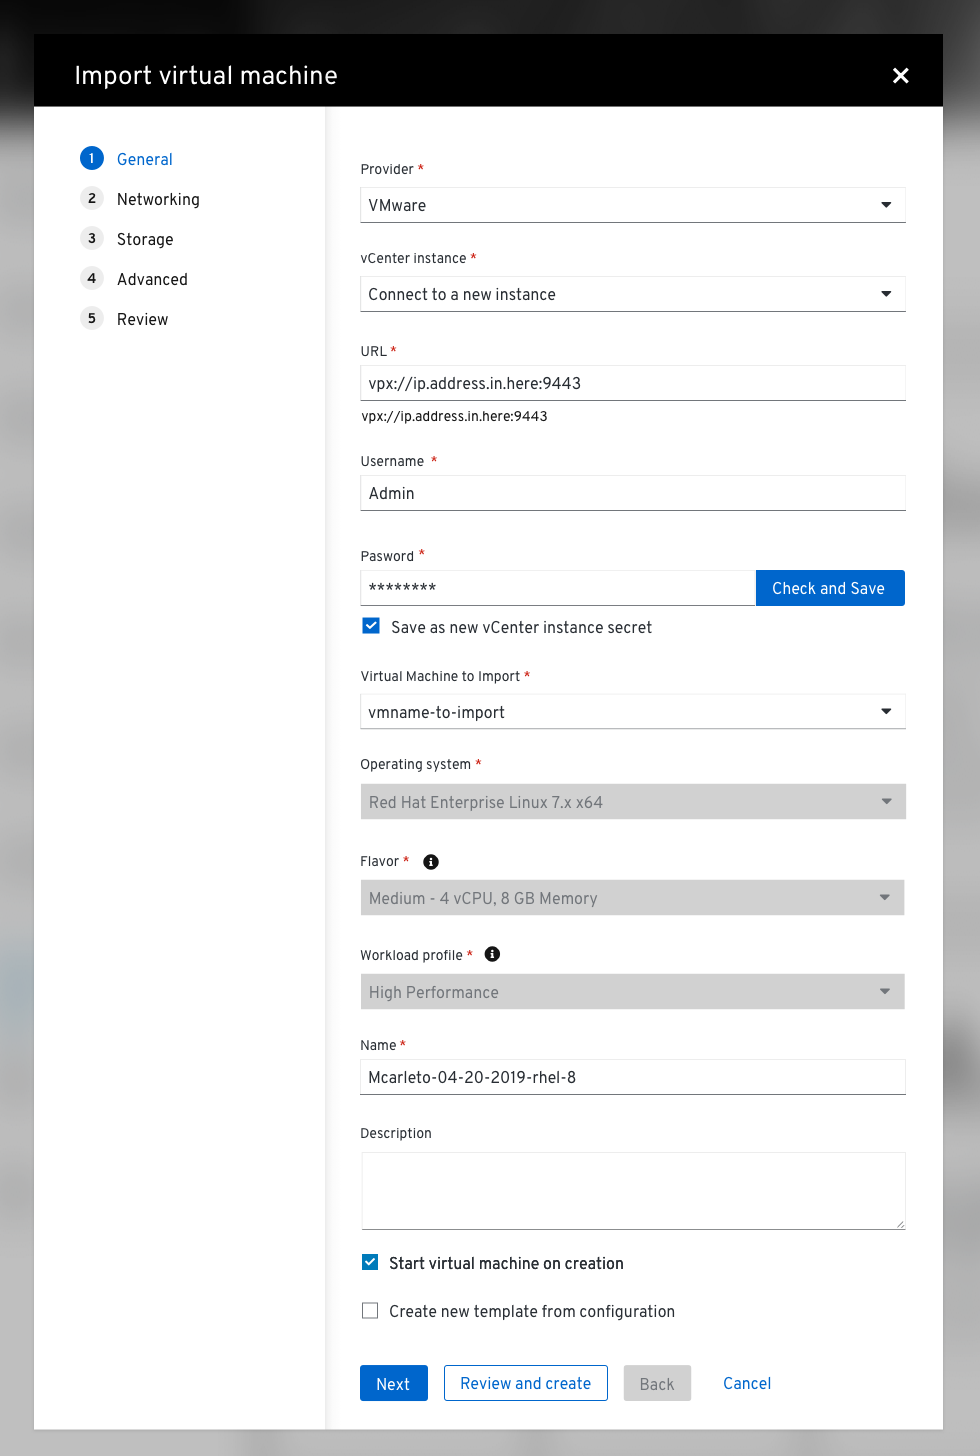 Import virtual machine
1 General
2 Networking
3 Storage
4 Advanced
5 Review
Provider *
VMware
vCenter instance *
Connect to a new instance
URL *
vpx://ip.address.in.here:9443
vpx://ip.address.in.here:9443
Username *
Admin
Pasword *
********
Check and Save
Save as new vCenter instance secret
Virtual Machine to Import *
vmname-to-import
Operating system *
Red Hat Enterprise Linux 7.x x64
Flavor *
Medium - 4 vCPU, 8 GB Memory
Workload profile *
High Performance
Name *
Mcarleto-04-20-2019-rhel-8
Description
Start virtual machine on creation
Create new template from configuration
Next Review and create Back Cancel